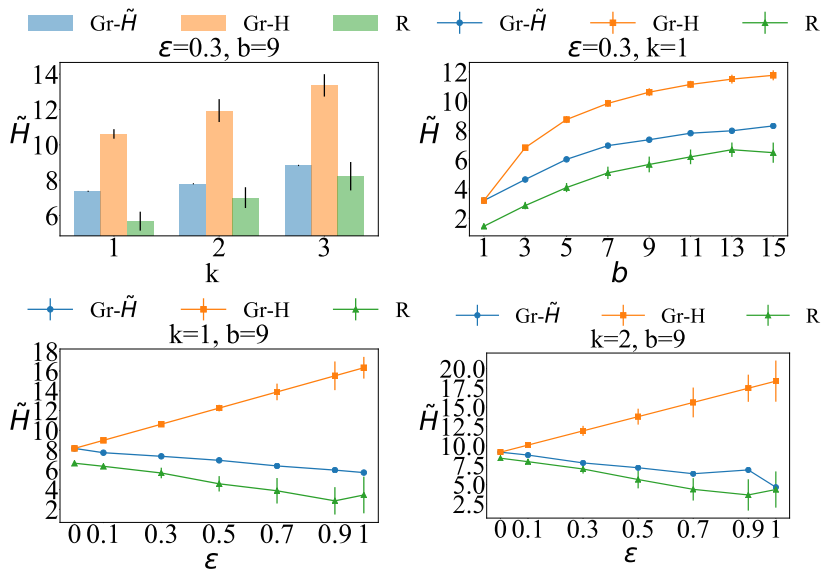 Gr-H̃ Gr-H R
ε=0.3, b=9
H̃
14
12
10
8
6
1 2 3
k
Gr-H̃ Gr-H R
ε=0.3, k=1
H̃
12
10
8
6
4
2
1 3 5 7 9 11 13 15
b
Gr-H̃ Gr-H R
k=1, b=9
H̃
18
16
14
12
10
8
6
4
2
0 0.1 0.3 0.5 0.7 0.9 1
ε
Gr-H̃ Gr-H R
k=2, b=9
H̃
20.0
17.5
15.0
12.5
10.0
7.5
5.0
2.5
0 0.1 0.3 0.5 0.7 0.9 1
ε